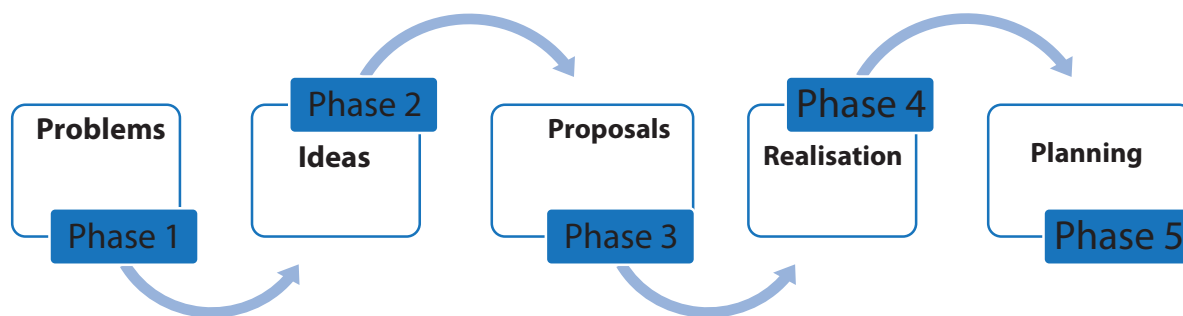 Problems
Phase 1
Phase 2
Ideas
Proposals
Phase 3
Phase 4
Realisation
Planning
Phase 5